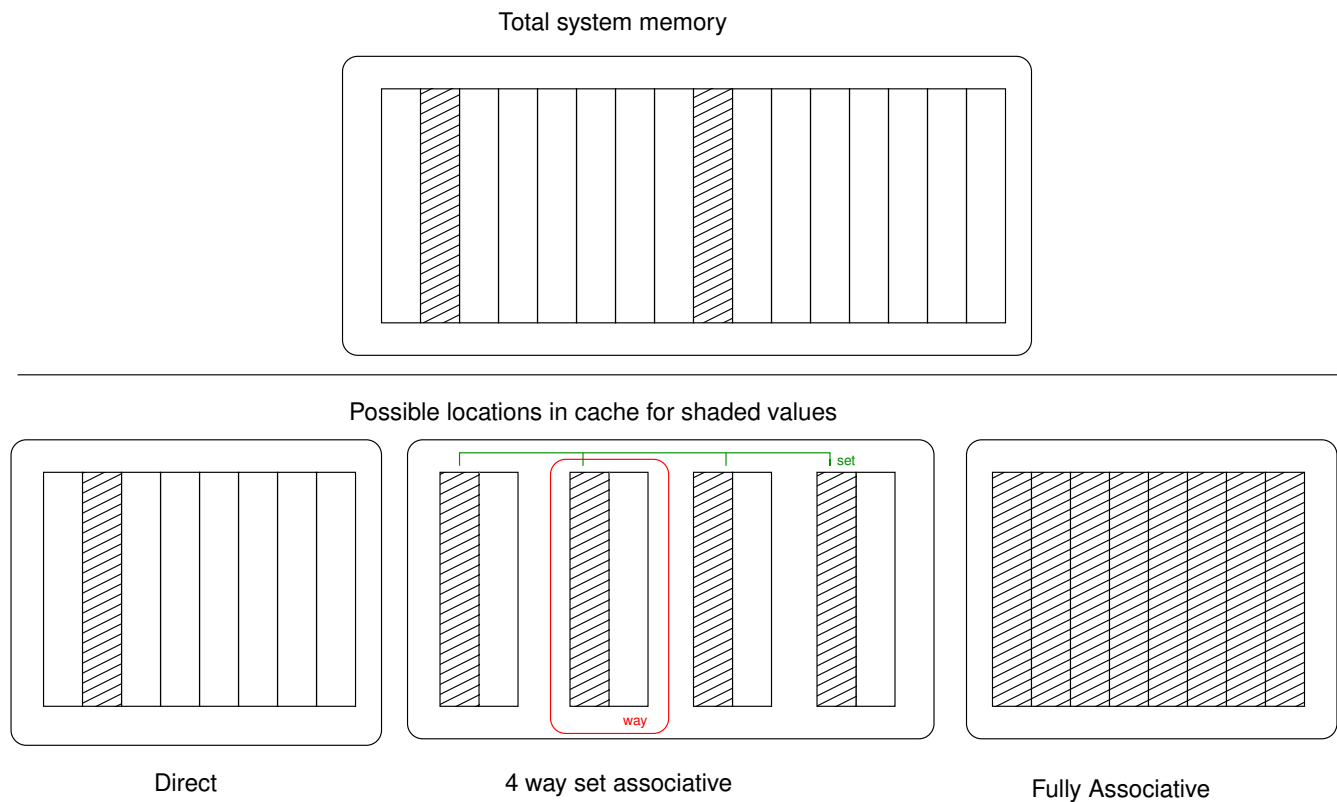 Total system memory
Possible locations in cache for shaded values
set
way
Direct
4 way set associative
Fully Associative